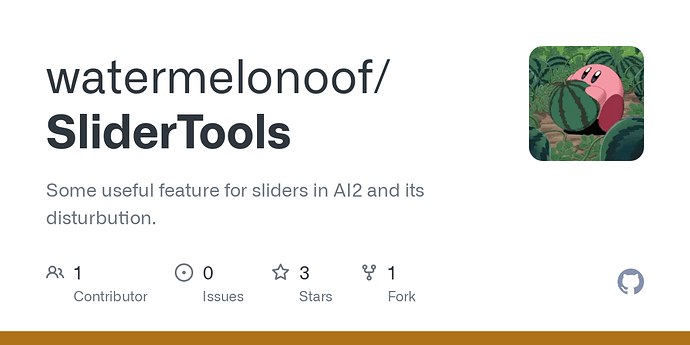 watermelonoof/
SliderTools
Some useful feature for sliders in AI2 and its
disturbution.
1 0 3 1
Contributor Issues Stars Fork